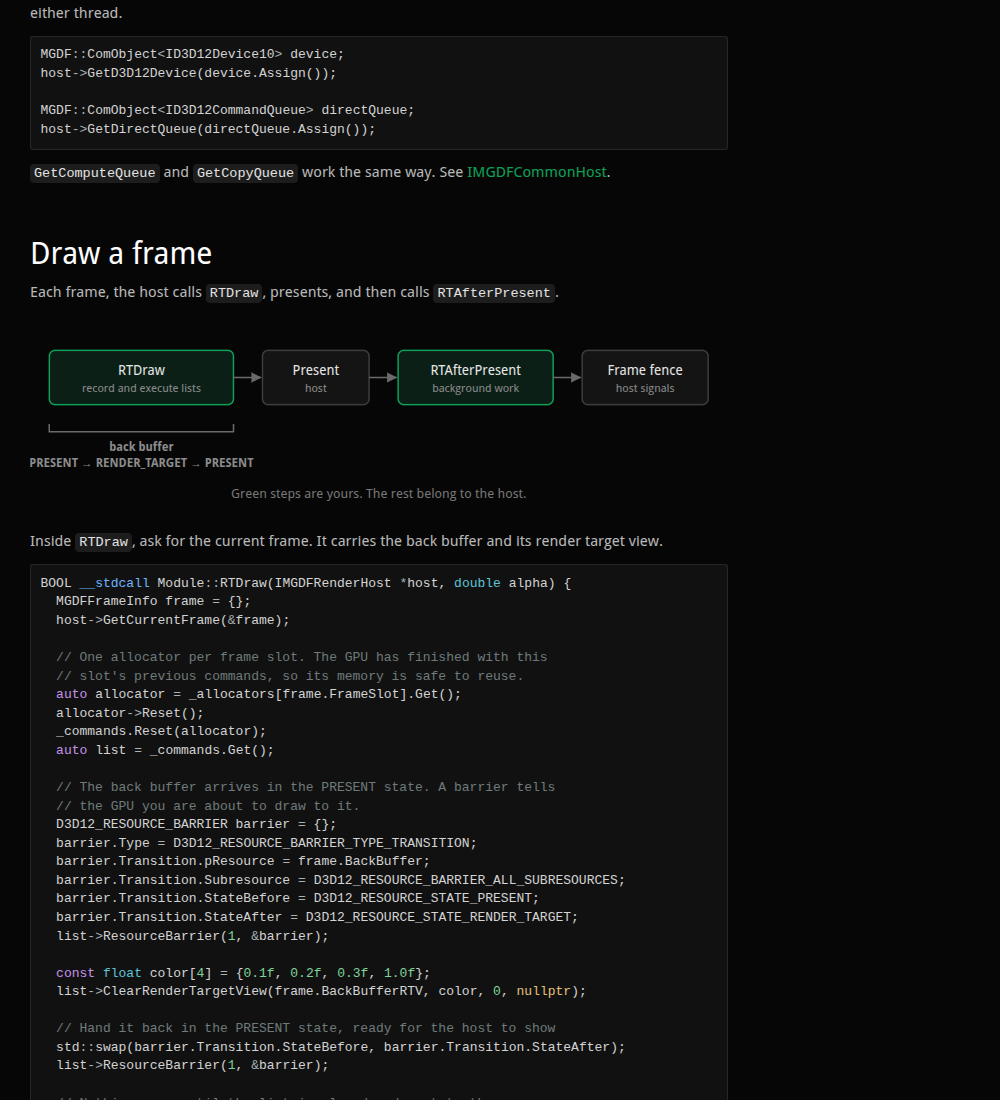 either thread.
MGDF::ComObject<ID3D12Device10> device;
host->GetD3D12Device(device.Assign());
MGDF::ComObject<ID3D12CommandQueue> directQueue;
host->GetDirectQueue(directQueue.Assign());
GetComputeQueue and GetCopyQueue work the same way. See IMGDFCommonHost.
Draw a frame
Each frame, the host calls RTDraw, presents, and then calls RTAfterPresent.
RTDraw
record and execute lists
Present
host
RTAfterPresent
background work
Frame fence
host signals
back buffer
PRESENT → RENDER_TARGET → PRESENT
Green steps are yours. The rest belong to the host.
Inside RTDraw, ask for the current frame. It carries the back buffer and its render target view.
BOOL __stdcall Module::RTDraw(IMGDFRenderHost *host, double alpha) {
  MGDFFrameInfo frame = {};
  host->GetCurrentFrame(&frame);
  // One allocator per frame slot. The GPU has finished with this
  // slot's previous commands, so its memory is safe to reuse.
  auto allocator = _allocators[frame.FrameSlot].Get();
  allocator->Reset();
  _commands.Reset(allocator);
  auto list = _commands.Get();
  // The back buffer arrives in the PRESENT state. A barrier tells
  // the GPU you are about to draw to it.
  D3D12_RESOURCE_BARRIER barrier = {};
  barrier.Type = D3D12_RESOURCE_BARRIER_TYPE_TRANSITION;
  barrier.Transition.pResource = frame.BackBuffer;
  barrier.Transition.Subresource = D3D12_RESOURCE_BARRIER_ALL_SUBRESOURCES;
  barrier.Transition.StateBefore = D3D12_RESOURCE_STATE_PRESENT;
  barrier.Transition.StateAfter = D3D12_RESOURCE_STATE_RENDER_TARGET;
  list->ResourceBarrier(1, &barrier);
  const float color[4] = {0.1f, 0.2f, 0.3f, 1.0f};
  list->ClearRenderTargetView(frame.BackBufferRTV, color, 0, nullptr);
  // Hand it back in the PRESENT state, ready for the host to show
  std::swap(barrier.Transition.StateBefore, barrier.Transition.StateAfter);
  list->ResourceBarrier(1, &barrier);